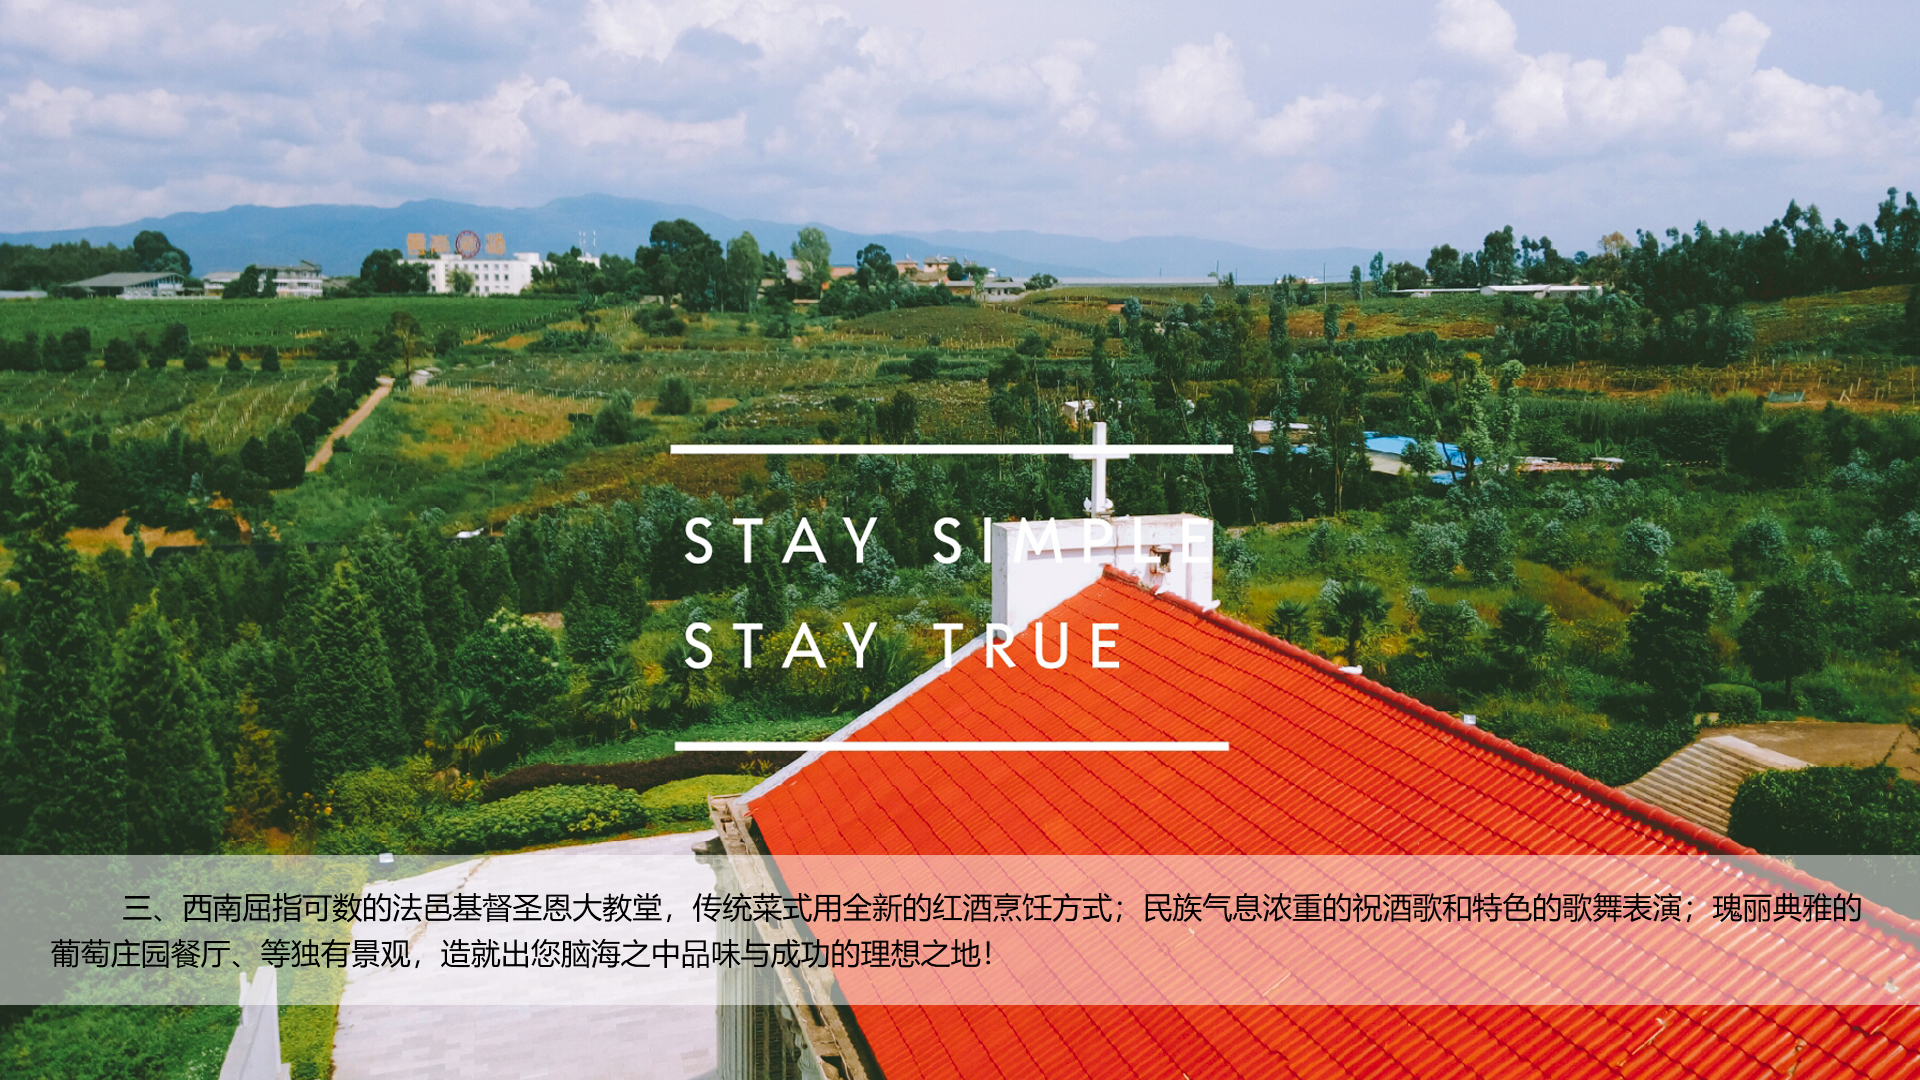 STAY SIMPLE
STAY TRUE
三、西南屈指可数的法邑基督圣恩大教堂，传统菜式用全新的红酒烹饪方式；民族气息浓重的祝酒歌和特色的歌舞表演；瑰丽典雅的
葡萄庄园餐厅、等独有景观，造就出您脑海之中品味与成功的理想之地！